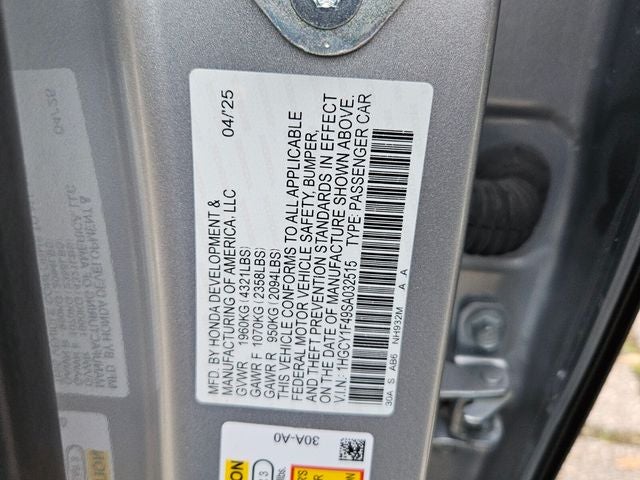 MFD. BY HONDA DEVELOPMENT &
MANUFACTURING OF AMERICA, LLC 04/'25
GVWR 1960KG (4321LBS)
GAWR F 1070KG (2358LBS)
GAWR R 950KG (2094LBS)
THIS VEHICLE CONFORMS TO ALL APPLICABLE
FEDERAL MOTOR VEHICLE SAFETY, BUMPER,
AND THEFT PREVENTION STANDARDS IN EFFECT
ON THE DATE OF MANUFACTURE SHOWN ABOVE.
V.I.N. 1HGCY1F49SA032515 TYPE: PASSENGER CAR
30A S AB6 NH932M A A
30A-A0